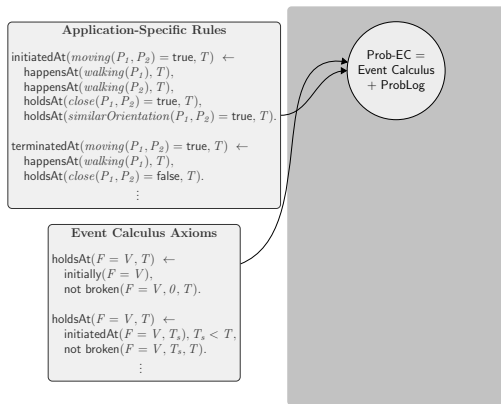 Application-Specific Rules
initiatedAt(moving(P₁, P₂) = true, T) ←
happensAt(walking(P₁), T),
happensAt(walking(P₂), T),
holdsAt(close(P₁, P₂) = true, T),
holdsAt(similarOrientation(P₁, P₂) = true, T).
terminatedAt(moving(P₁, P₂) = true, T) ←
happensAt(walking(P₁), T),
holdsAt(close(P₁, P₂) = false, T).
⋮
Event Calculus Axioms
holdsAt(F = V, T) ←
initially(F = V),
not broken(F = V, 0, T).
holdsAt(F = V, T) ←
initiatedAt(F = V, Tₛ), Tₛ < T,
not broken(F = V, Tₛ, T).
⋮
Prob-EC =
Event Calculus
+ ProbLog